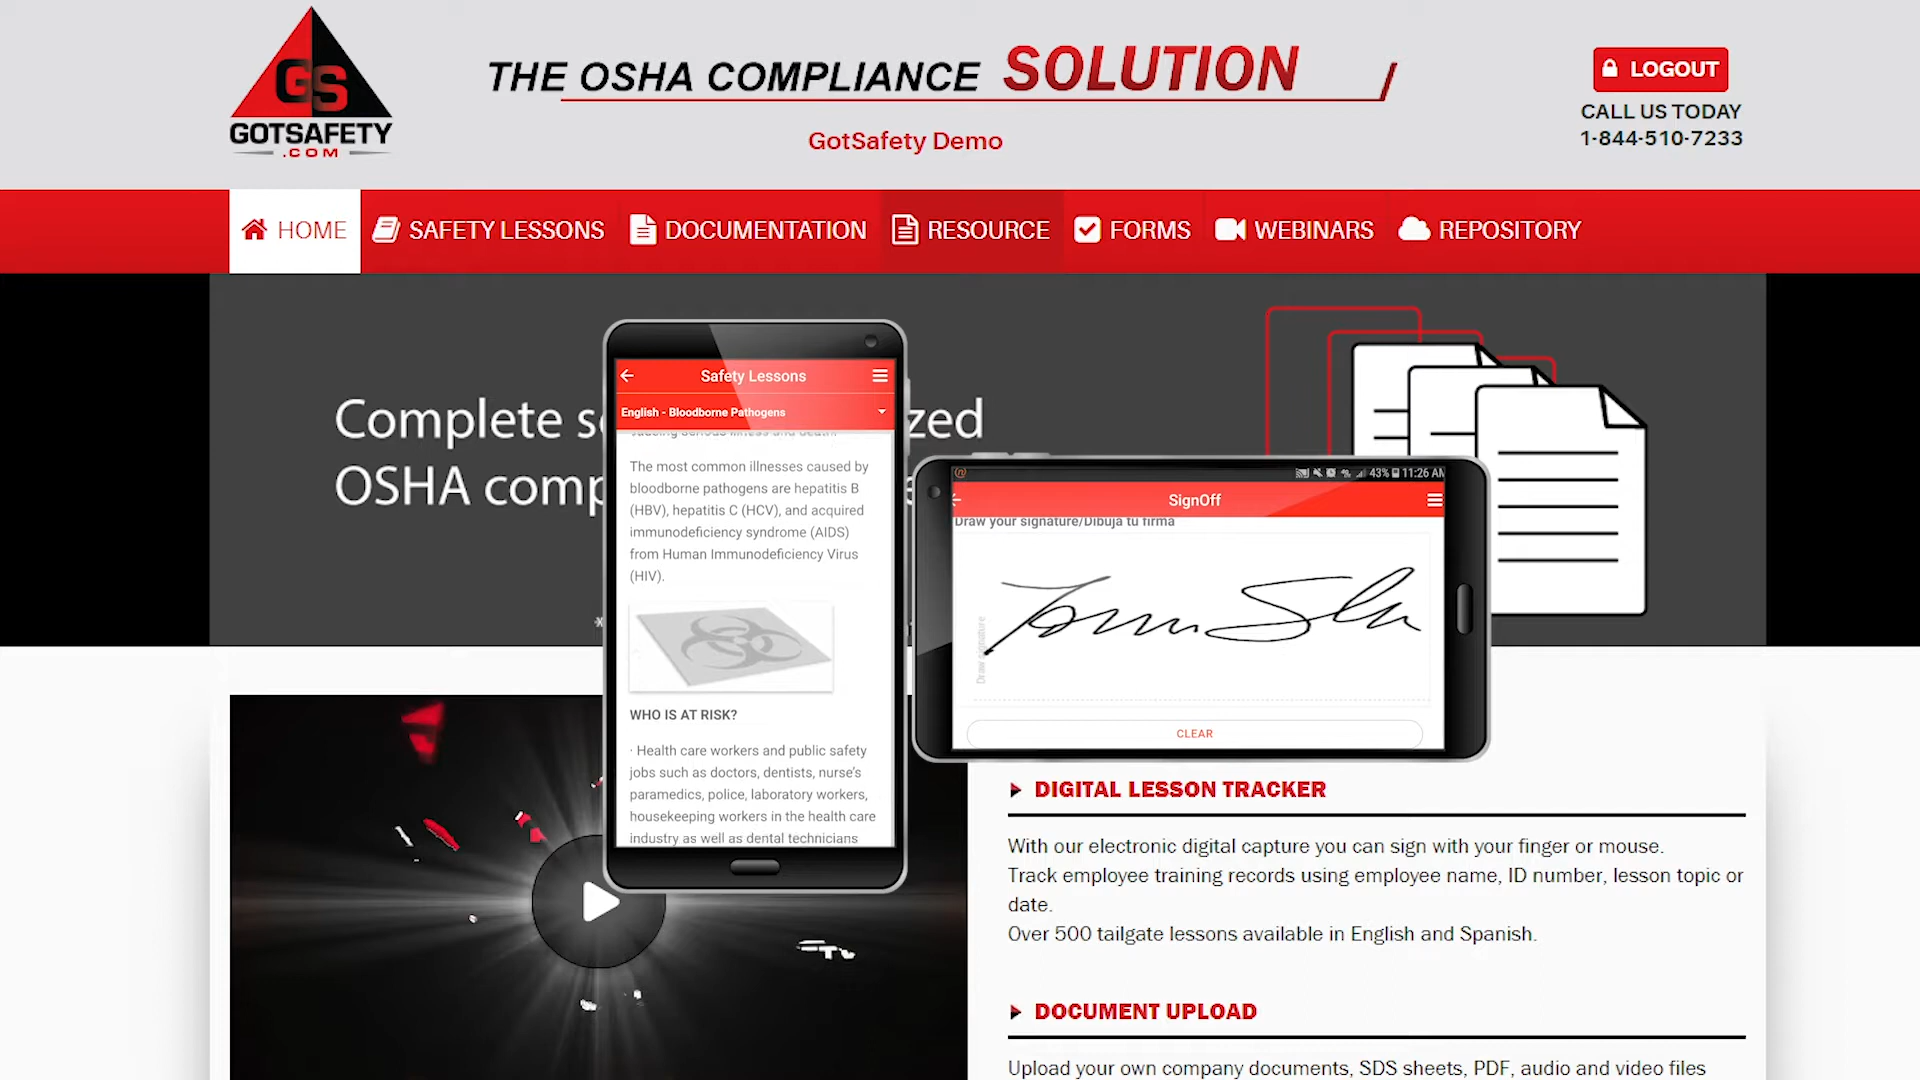 GS
GOTSAFETY
.COM
THE OSHA COMPLIANCE SOLUTION
GotSafety Demo
LOGOUT
CALL US TODAY
1-844-510-7233
HOME
SAFETY LESSONS
DOCUMENTATION
RESOURCE
FORMS
WEBINARS
REPOSITORY
Complete
zed
OSHA
Safety Lessons
English - Bloodborne Pathogens
causing serious illness and death.
The most common illnesses caused by
bloodborne pathogens are hepatitis B
(HBV), hepatitis C (HCV), and acquired
immunodeficiency syndrome (AIDS)
from Human Immunodeficiency Virus
(HIV).
WHO IS AT RISK?
· Health care workers and public safety
jobs such as doctors, dentists, nurse's
paramedics, police, laboratory workers,
housekeeping workers in the health care
industry as well as dental technicians
43% 11:26 AM
SignOff
Draw your signature/Dibuja tu firma
Draw signature
CLEAR
DIGITAL LESSON TRACKER
With our electronic digital capture you can sign with your finger or mouse.
Track employee training records using employee name, ID number, lesson topic or
date.
Over 500 tailgate lessons available in English and Spanish.
DOCUMENT UPLOAD
Upload your own company documents, SDS sheets, PDF, audio and video files